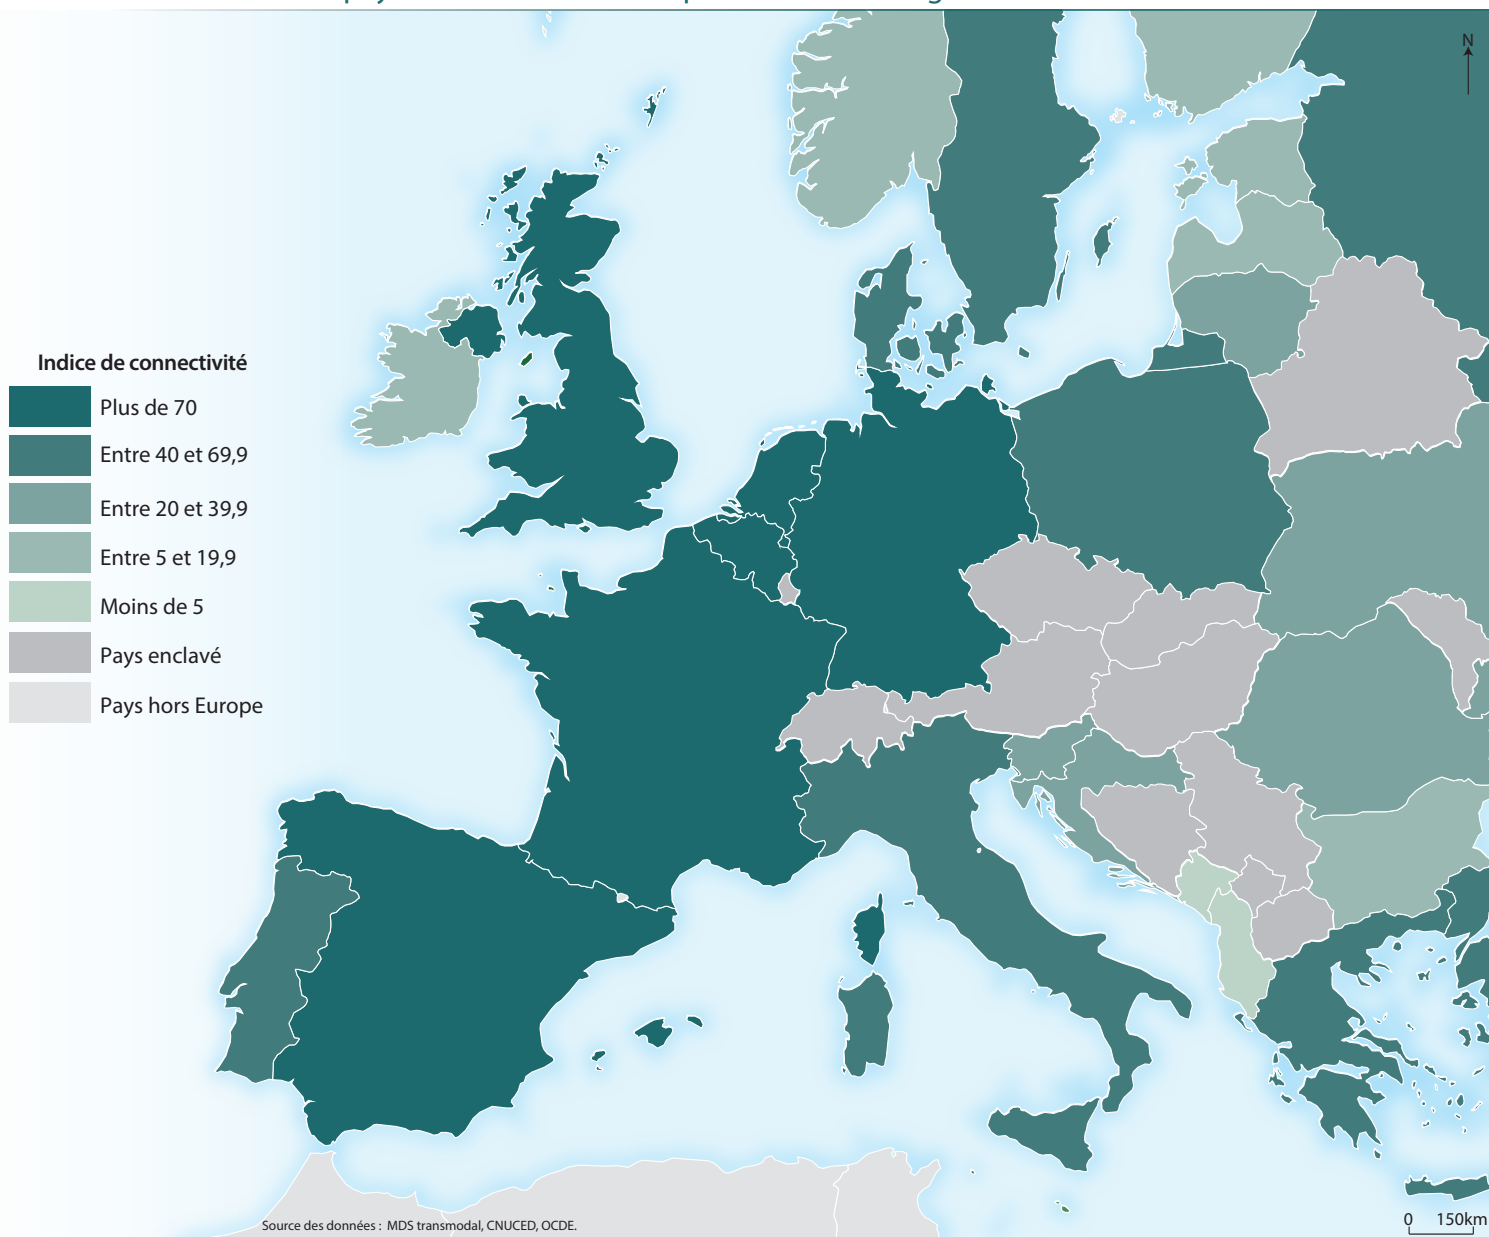 N
Indice de connectivité
Plus de 70
Entre 40 et 69,9
Entre 20 et 39,9
Entre 5 et 19,9
Moins de 5
Pays enclavé
Pays hors Europe
Source des données : MDS transmodal, CNUCED, OCDE.
0 150km